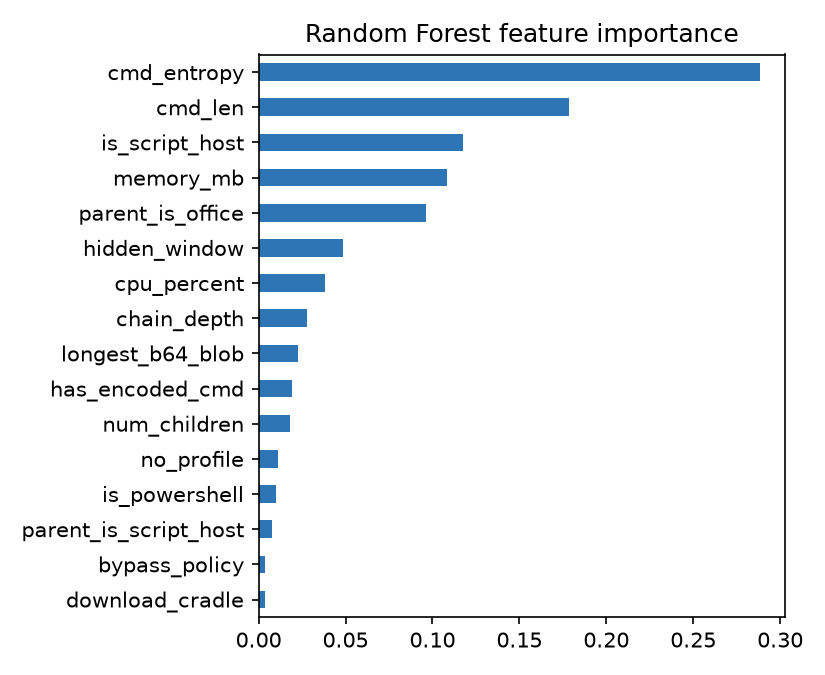 Random Forest feature importance
cmd_entropy
cmd_len
is_script_host
memory_mb
parent_is_office
hidden_window
cpu_percent
chain_depth
longest_b64_blob
has_encoded_cmd
num_children
no_profile
is_powershell
parent_is_script_host
bypass_policy
download_cradle
0.00 0.05 0.10 0.15 0.20 0.25 0.30